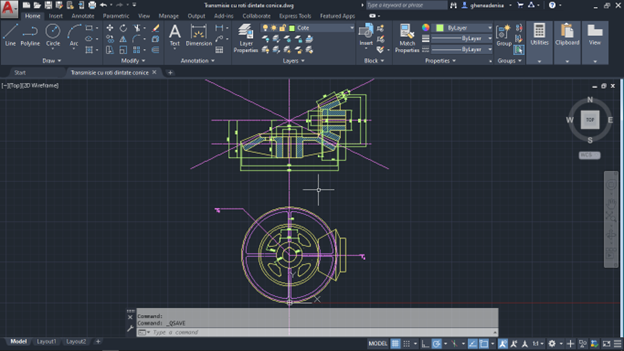 Transmisie cu roti dintate conice.dwg
Type a keyword or phrase
Home Insert Annotate Parametric View Manage Output Add-ins Collaborate Express Tools Featured Apps
Line Polyline Circle Arc
Text Dimension
Layer Properties
Cote
Insert
Match Properties
ByLayer
ByLayer
ByLayer
Group
Utilities
Clipboard
View
Draw Modify Annotation Layers Block Properties Groups
Start Transmisie cu roti dintate conice
[–][Top][2D Wireframe]
N
W TOP E
S
Command:
Command: _QSAVE
Type a command
Model Layout1 Layout2
MODEL
1:1